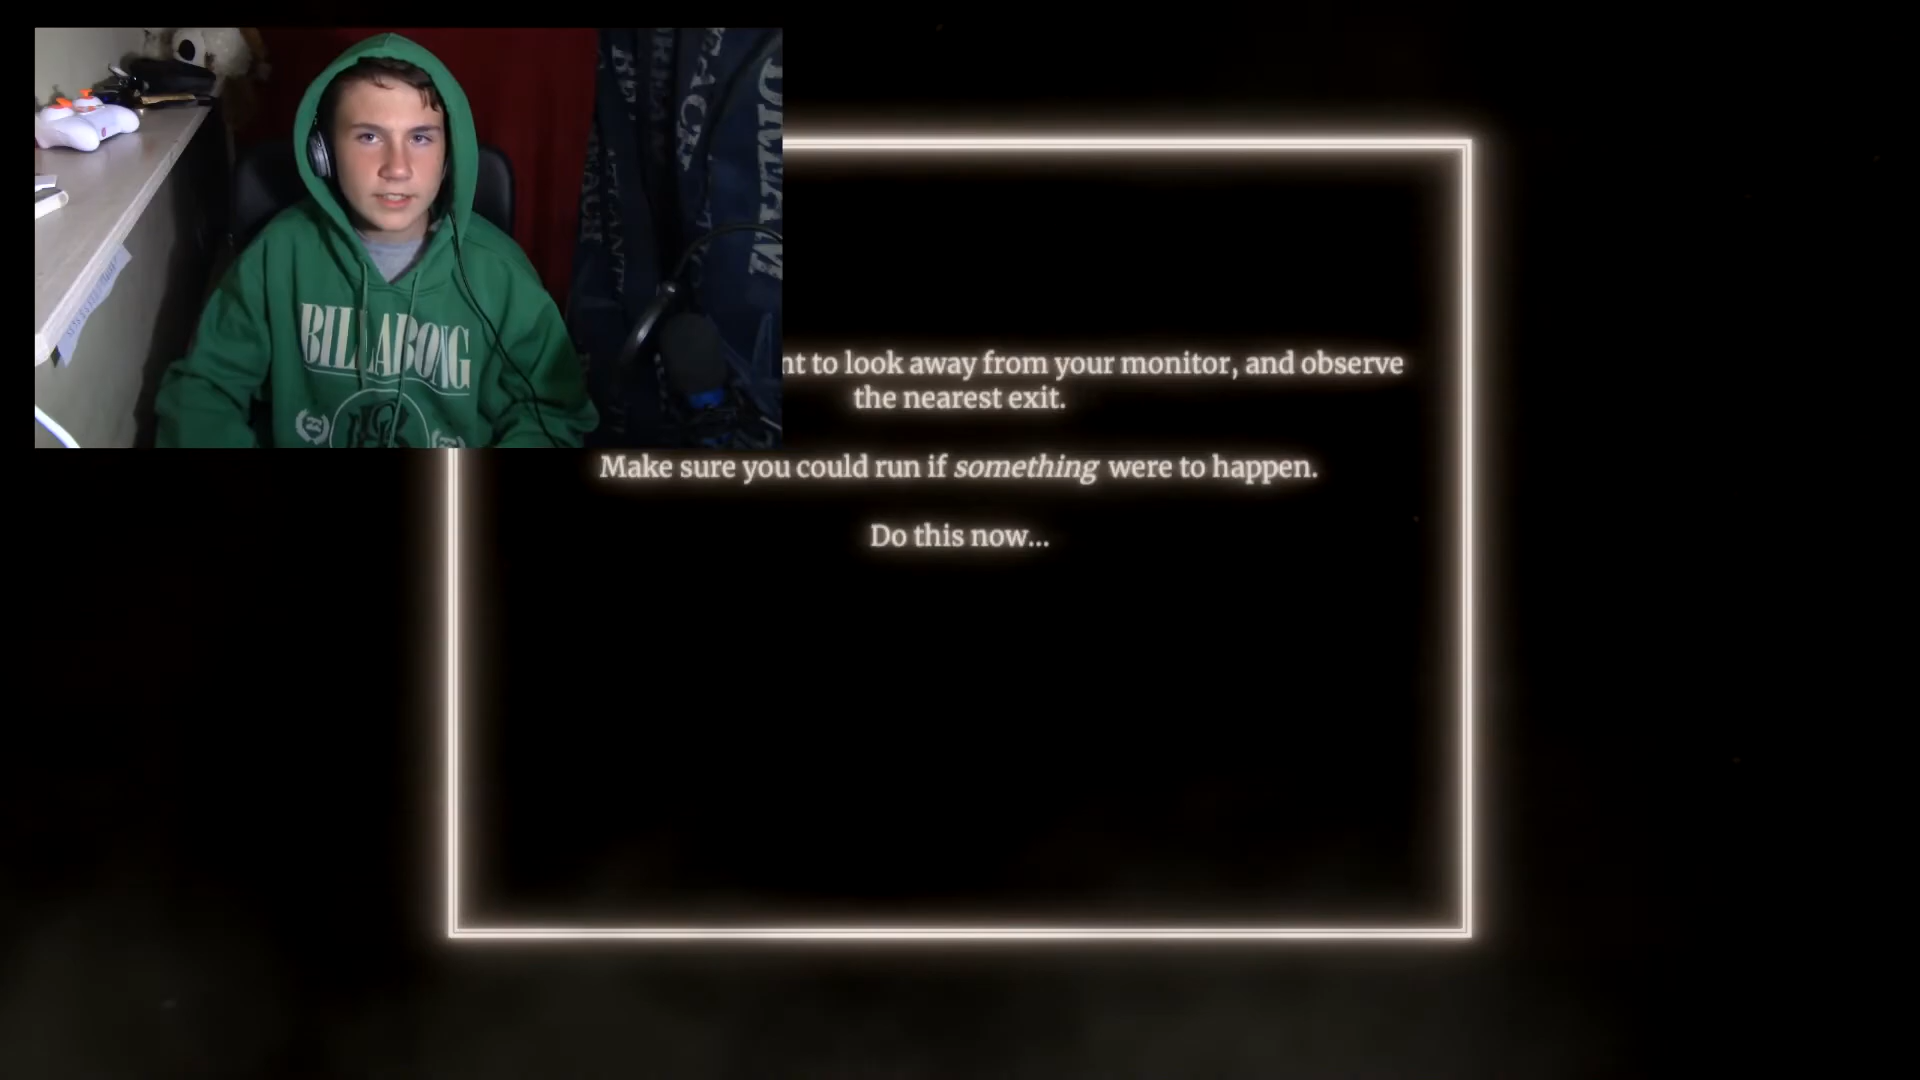 BILLABONG
nt to look away from your monitor, and observe
the nearest exit.
Make sure you could run if something were to happen.
Do this now...